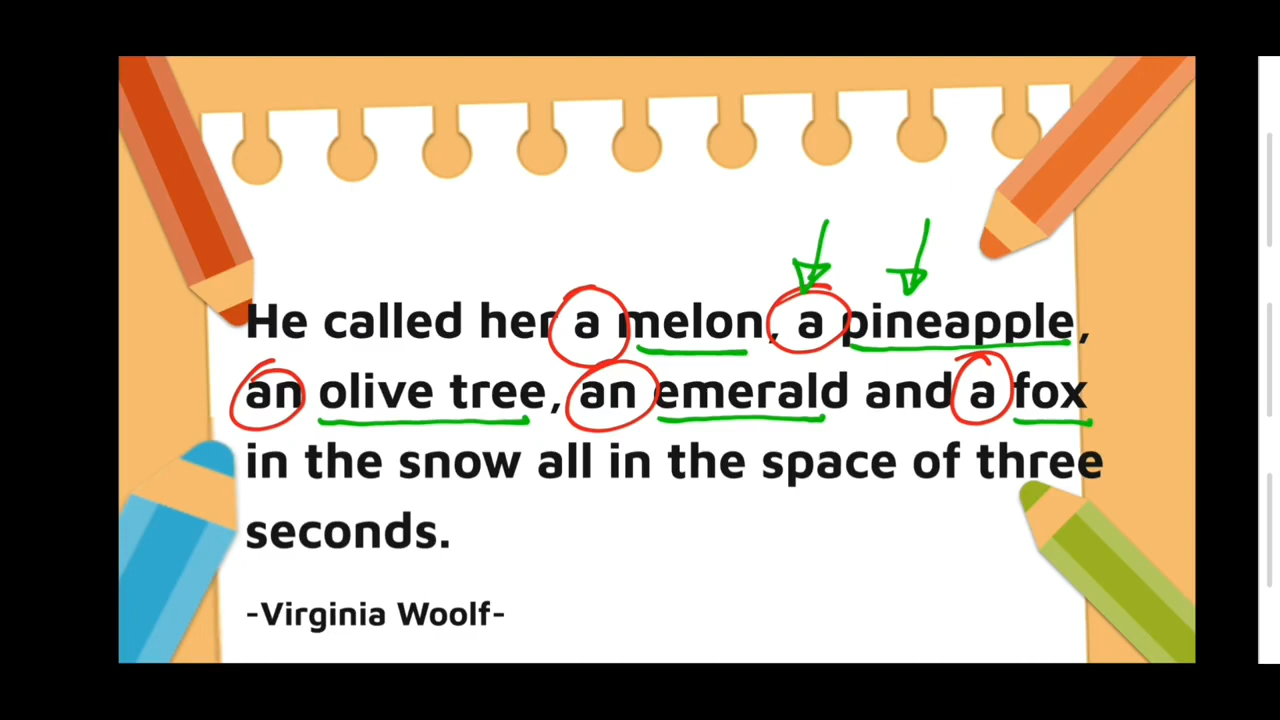 He called her a melon, a pineapple,
an olive tree, an emerald and a fox
in the snow all in the space of three
seconds.
-Virginia Woolf-